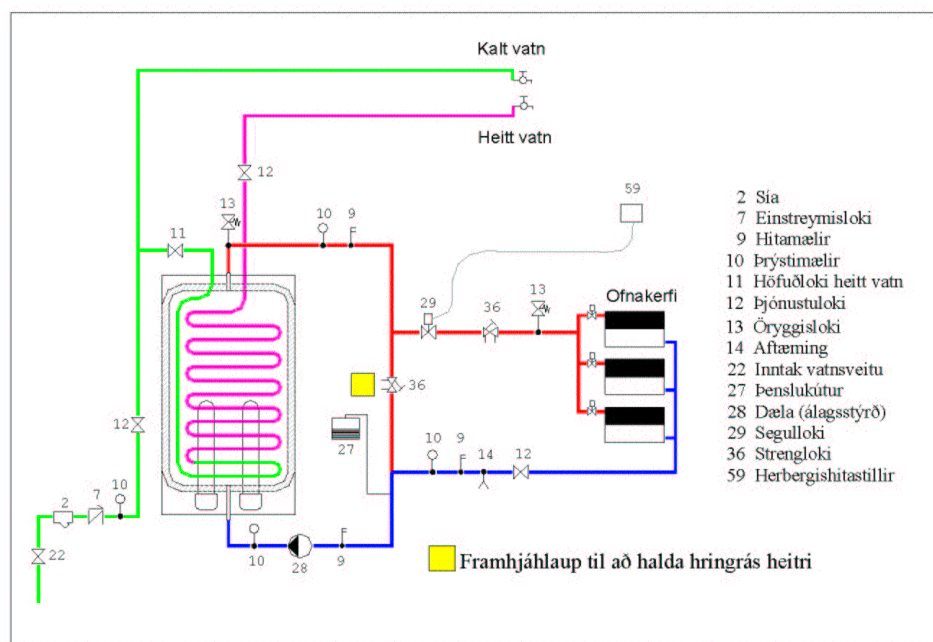 Kalt vatn
Heitt vatn
12
59
13
10
9
11
29
36
13
Ofnakerfi
36
12
27
10
9
14
12
2
7
10
22
10
28
9
2 Sía
7 Einstreymisloki
9 Hitamælir
10 Þrýstimælir
11 Höfuðloki heitt vatn
12 Þjónustuloki
13 Öryggisloki
14 Aftæming
22 Inntak vatnsveitu
27 Þenslukútur
28 Dæla (álagsstýrð)
29 Segulloki
36 Strengloki
59 Herbergishitastillir
Framhjáhlaup til að halda hringrás heitri